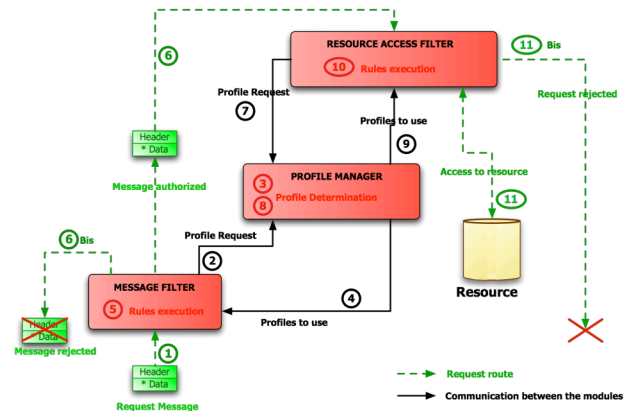 RESOURCE ACCESS FILTER
10 Rules execution
11 Bis
6
Request rejected
Profile Request
7
Profiles to use
9
Header
* Data
Message authorized
PROFILE MANAGER
3
8 Profile Determination
Access to resource
11
6 Bis
Profile Request
2
MESSAGE FILTER
5 Rules execution
4
Profiles to use
Resource
Header
* Data
Message rejected
1
Header
* Data
Request Message
Request route
Communication between the modules